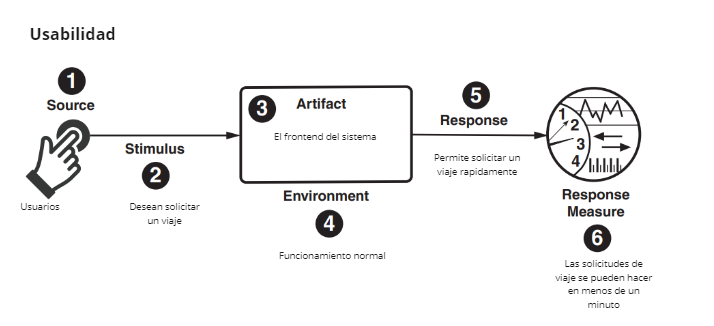 Usabilidad
1
Source
Usuarios
Stimulus
2
Desean solicitar
un viaje
3
Artifact
El frontend del sistema
Environment
4
Funcionamiento normal
5
Response
Permite solicitar un
viaje rapidamente
1
2
3
4
Response
Measure
6
Las solicitudes de
viaje se pueden hacer
en menos de un
minuto